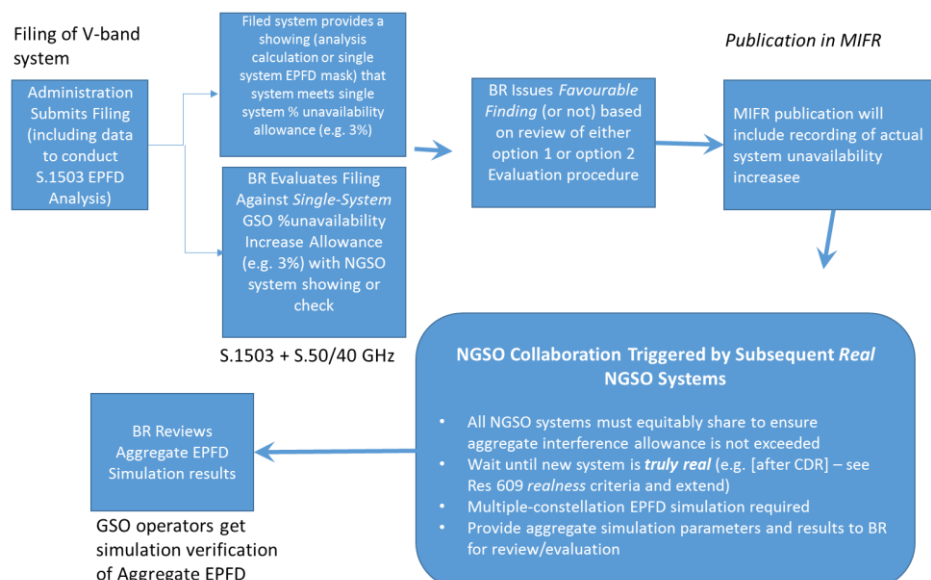 Filing of V-band
system
Administration
Submits Filing
(including data
to conduct
S.1503 EPFD
Analysis)
Filed system provides a
showing (analysis
calculation or single
system EPFD mask) that
system meets single
system % unavailability
allowance (e.g. 3%)
BR Evaluates Filing
Against Single-System
GSO %unavailability
Increase Allowance
(e.g. 3%) with NGSO
system showing or
check
S.1503 + S.50/40 GHz
BR Issues Favourable
Finding (or not) based
on review of either
option 1 or option 2
Evaluation procedure
Publication in MIFR
MIFR publication will
include recording of actual
system unavailability
increasee
NGSO Collaboration Triggered by Subsequent Real
NGSO Systems
• All NGSO systems must equitably share to ensure
aggregate interference allowance is not exceeded
• Wait until new system is truly real (e.g. [after CDR] – see
Res 609 realness criteria and extend)
• Multiple-constellation EPFD simulation required
• Provide aggregate simulation parameters and results to BR
for review/evaluation
BR Reviews
Aggregate EPFD
Simulation results
GSO operators get
simulation verification
of Aggregate EPFD